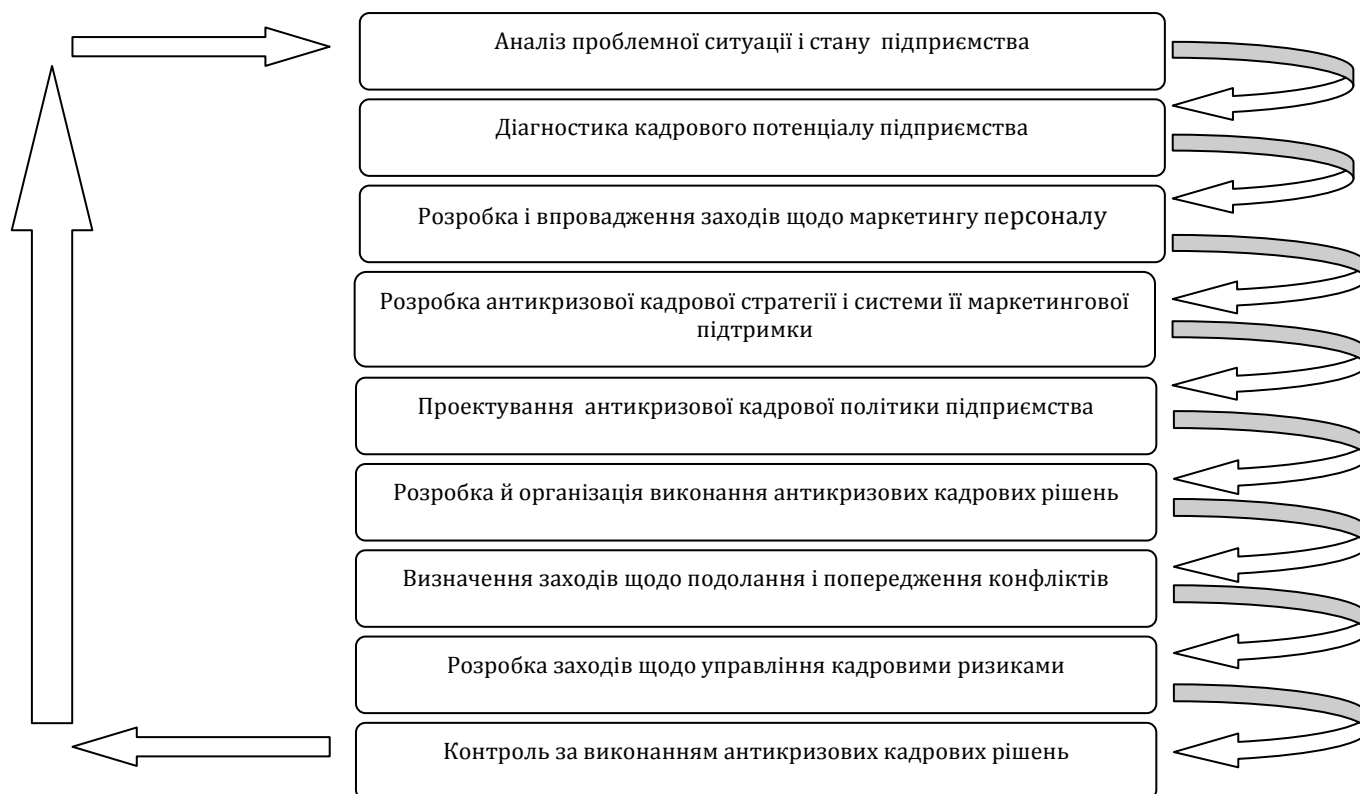 Аналіз проблемної ситуації і стану підприємства
Діагностика кадрового потенціалу підприємства
Розробка і впровадження заходів щодо маркетингу персоналу
Розробка антикризової кадрової стратегії і системи її маркетингової
підтримки
Проектування антикризової кадрової політики підприємства
Розробка й організація виконання антикризових кадрових рішень
Визначення заходів щодо подолання і попередження конфліктів
Розробка заходів щодо управління кадровими ризиками
Контроль за виконанням антикризових кадрових рішень